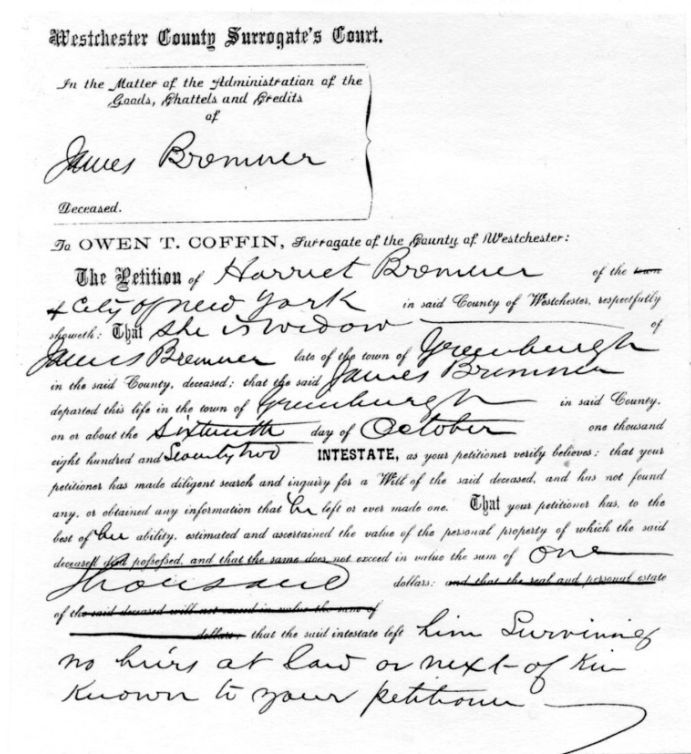 Westchester County Surrogate's Court.
In the Matter of the Administration of the
Goods, Chattels and Credits
of
James Bremner
Deceased.
To OWEN T. COFFIN, Surrogate of the County of Westchester:
The Petition of Harriet Bremner of the town
& City of New York in said County of Westchester, respectfully
showeth: That she is widow of
James Bremner late of the town of Greenburgh
in the said County, deceased; that the said James Bremner
departed this life in the town of Greenburgh in said County,
on or about the sixteenth day of October one thousand
eight hundred and Seventy two INTESTATE, as your petitioner verily believes; that your
petitioner has made diligent search and inquiry for a Will of the said deceased, and has not found
any, or obtained any information that he left or ever made one. That your petitioner has, to the
best of her ability, estimated and ascertained the value of the personal property of which the said
deceased died possessed, and that the same does not exceed in value the sum of one
Thousand dollars; and that the real and personal estate
of the said deceased will not exceed in value the sum of
dollars, that the said intestate left him Surviving
no heirs at law or next of Kin
Known to your petitioner